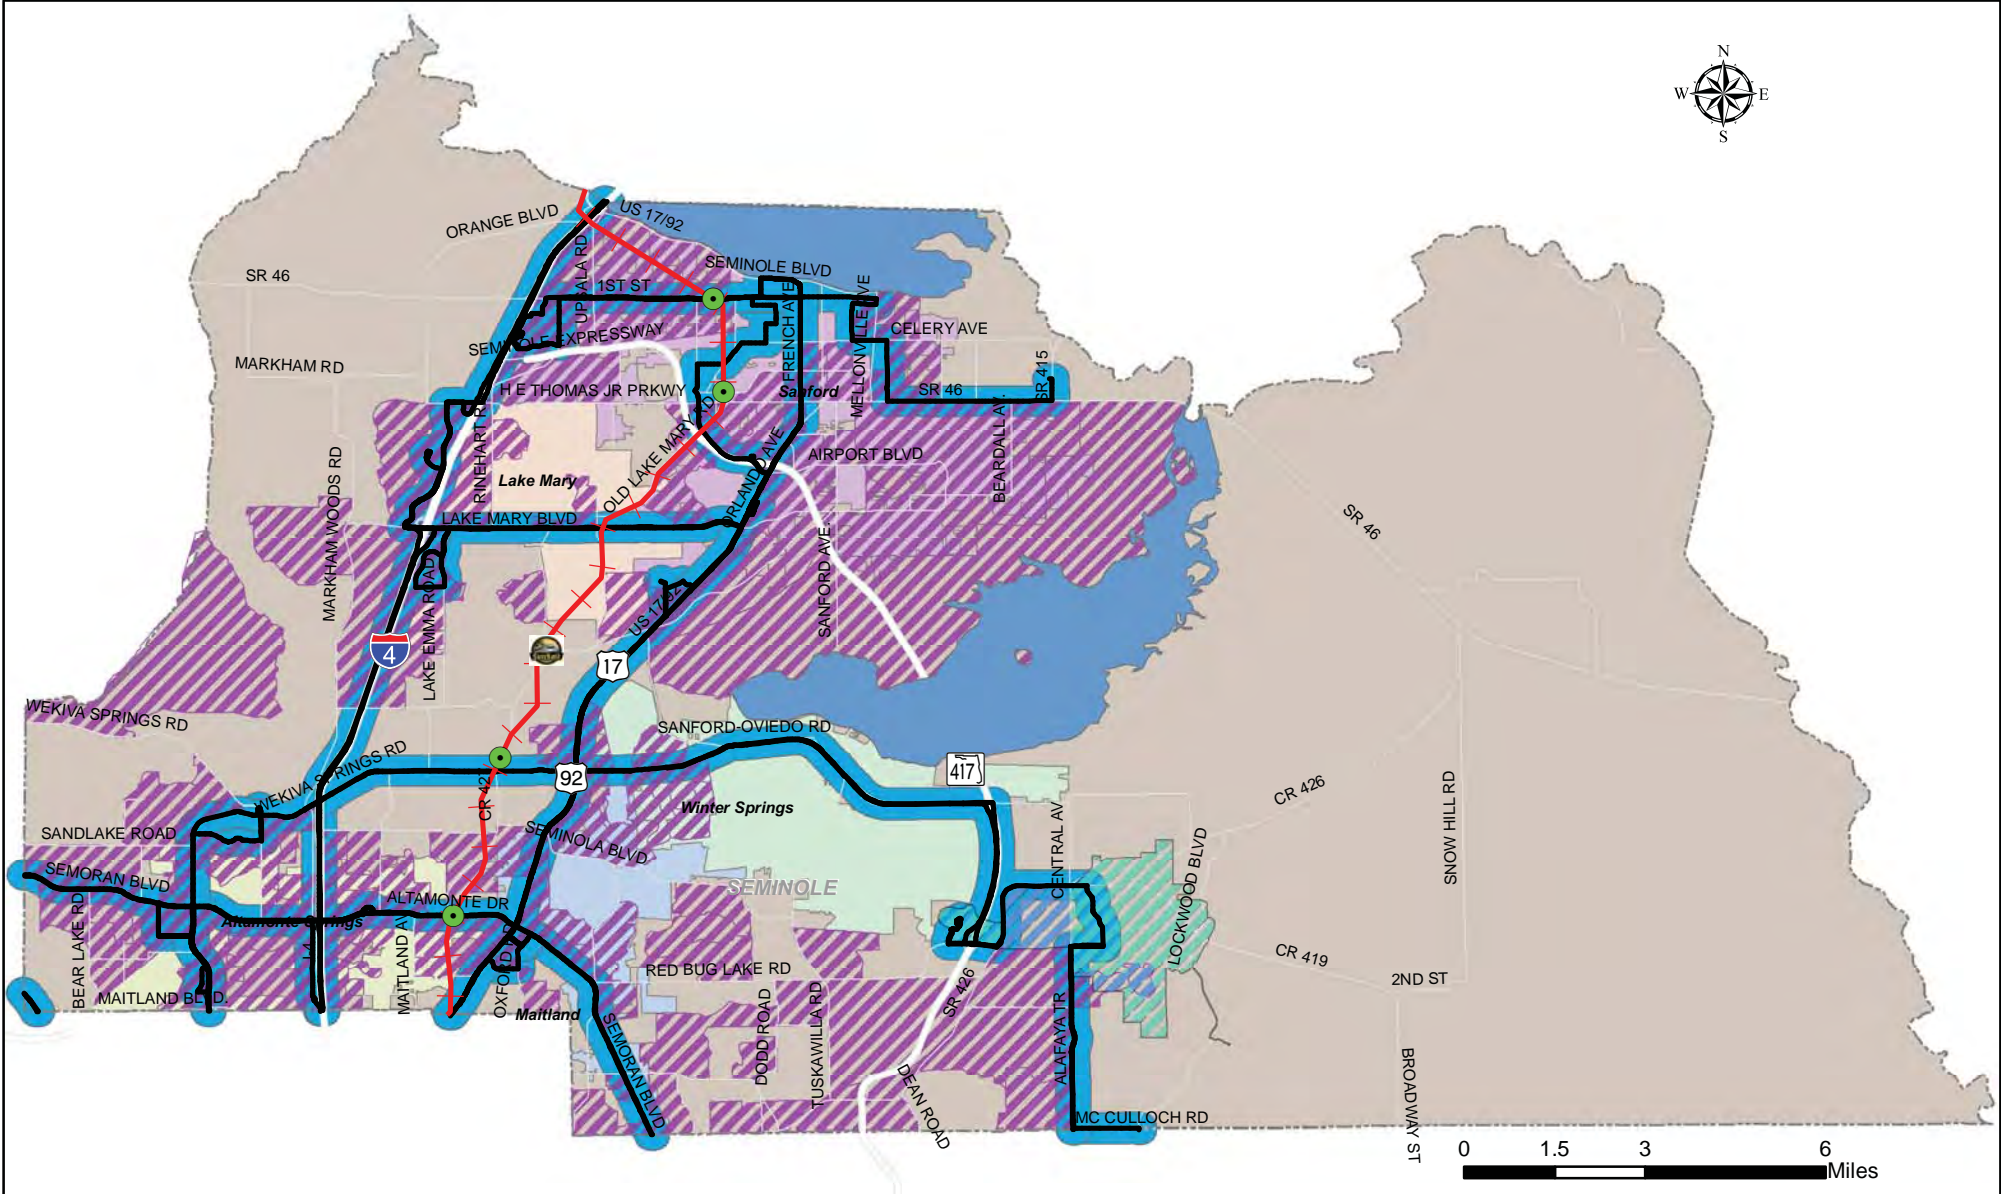 N
W
E
S
ORANGE BLVD
US 17/92
SR 46
UPSALA RD
SEMINOLE BLVD
1ST ST
FRENCH AVE
MELLONVILLE AVE
CELERY AVE
SEMINOLE EXPRESSWAY
MARKHAM RD
H E THOMAS JR PRKWY
Sanford
SR 46
SR 415
RINEHART R
OLD LAKE MARY RD
BEARDALL AV.
AIRPORT BLVD
ORLANDO AVE
MARKHAM WOODS RD
Lake Mary
LAKE MARY BLVD
SR 46
SANFORD AVE.
LAKE EMMA ROAD
US 17/92
4
17
WEKIVA SPRINGS RD
SANFORD-OVIEDO RD
WEKIVA SPRINGS RD
92
417
CR 427
CR 426
Winter Springs
SANDLAKE ROAD
SEMINOLA BLVD
CENTRAL AV
LOCKWOOD BLVD
SNOW HILL RD
SEMORAN BLVD
SEMINOLE
ALTAMONTE DR
BEAR LAKE RD
Altamonte Springs
I-4
MAITLAND AV
OXFORD RD
RED BUG LAKE RD
CR 419
2ND ST
MAITLAND BLVD.
Maitland
SR 426
SEMORAN BLVD
DODD ROAD
TUSKAWILLA RD
ALAFAYA TR
DEAN ROAD
MC CULLOCH RD
BROADWAY ST
0 1.5 3 6
Miles